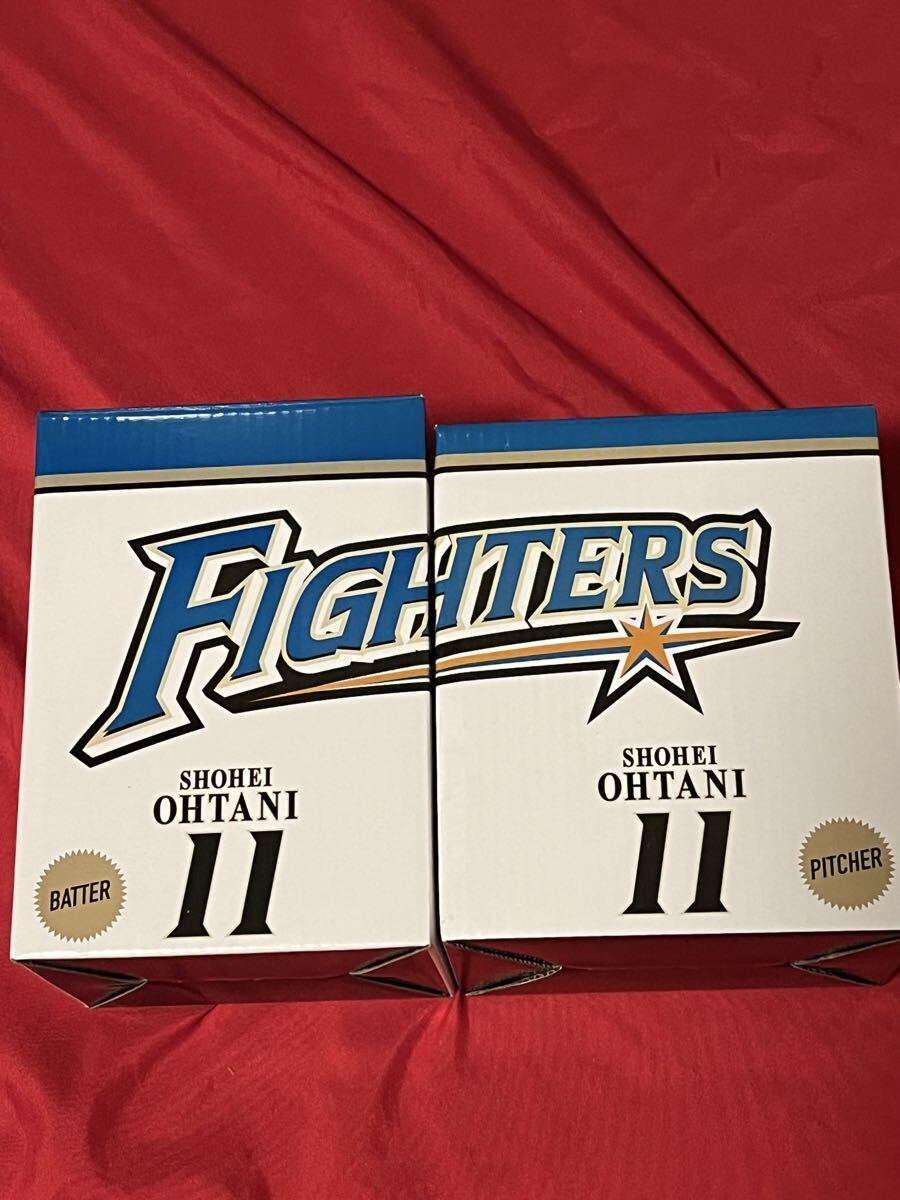 FIGHTERS
SHOHEI
OHTANI
11
BATTER
SHOHEI
OHTANI
11
PITCHER